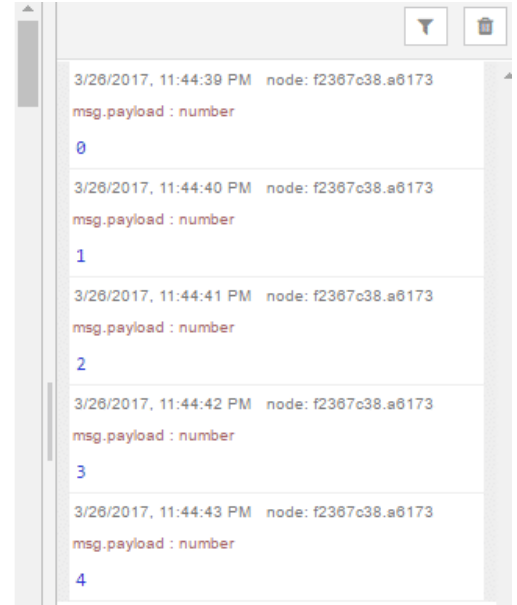 3/26/2017, 11:44:39 PM node: f2367c38.a6173
msg.payload : number
0
3/26/2017, 11:44:40 PM node: f2367c38.a6173
msg.payload : number
1
3/26/2017, 11:44:41 PM node: f2367c38.a6173
msg.payload : number
2
3/26/2017, 11:44:42 PM node: f2367c38.a6173
msg.payload : number
3
3/26/2017, 11:44:43 PM node: f2367c38.a6173
msg.payload : number
4